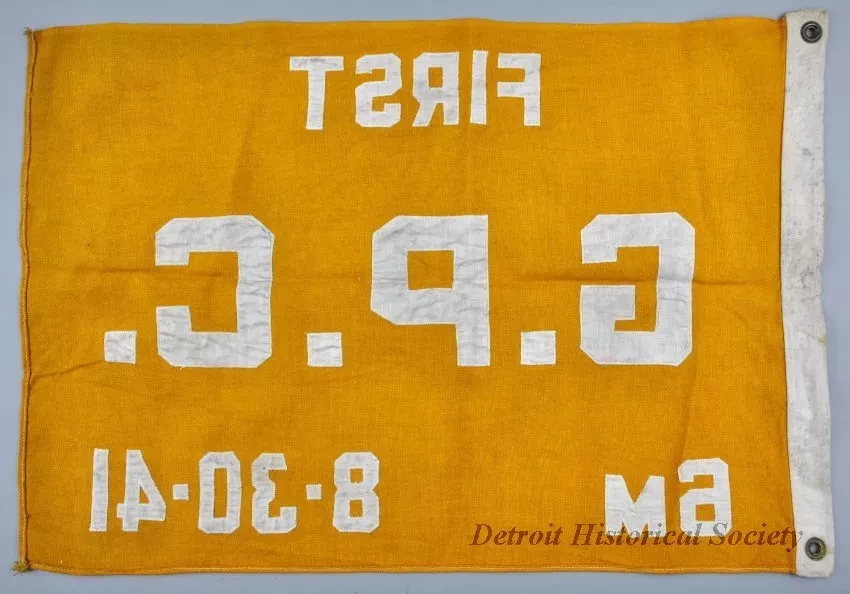 FIRST
G.P.C.
6M 8-30-41
Detroit Historical Society